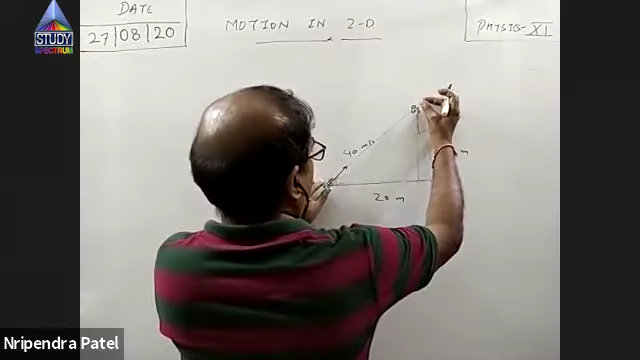 DATE
27/08/20
MOTION IN 2-D
PHYSICS-XI
STUDY
SPECTRUM
B
40 m/s
m
20 m
Nripendra Patel